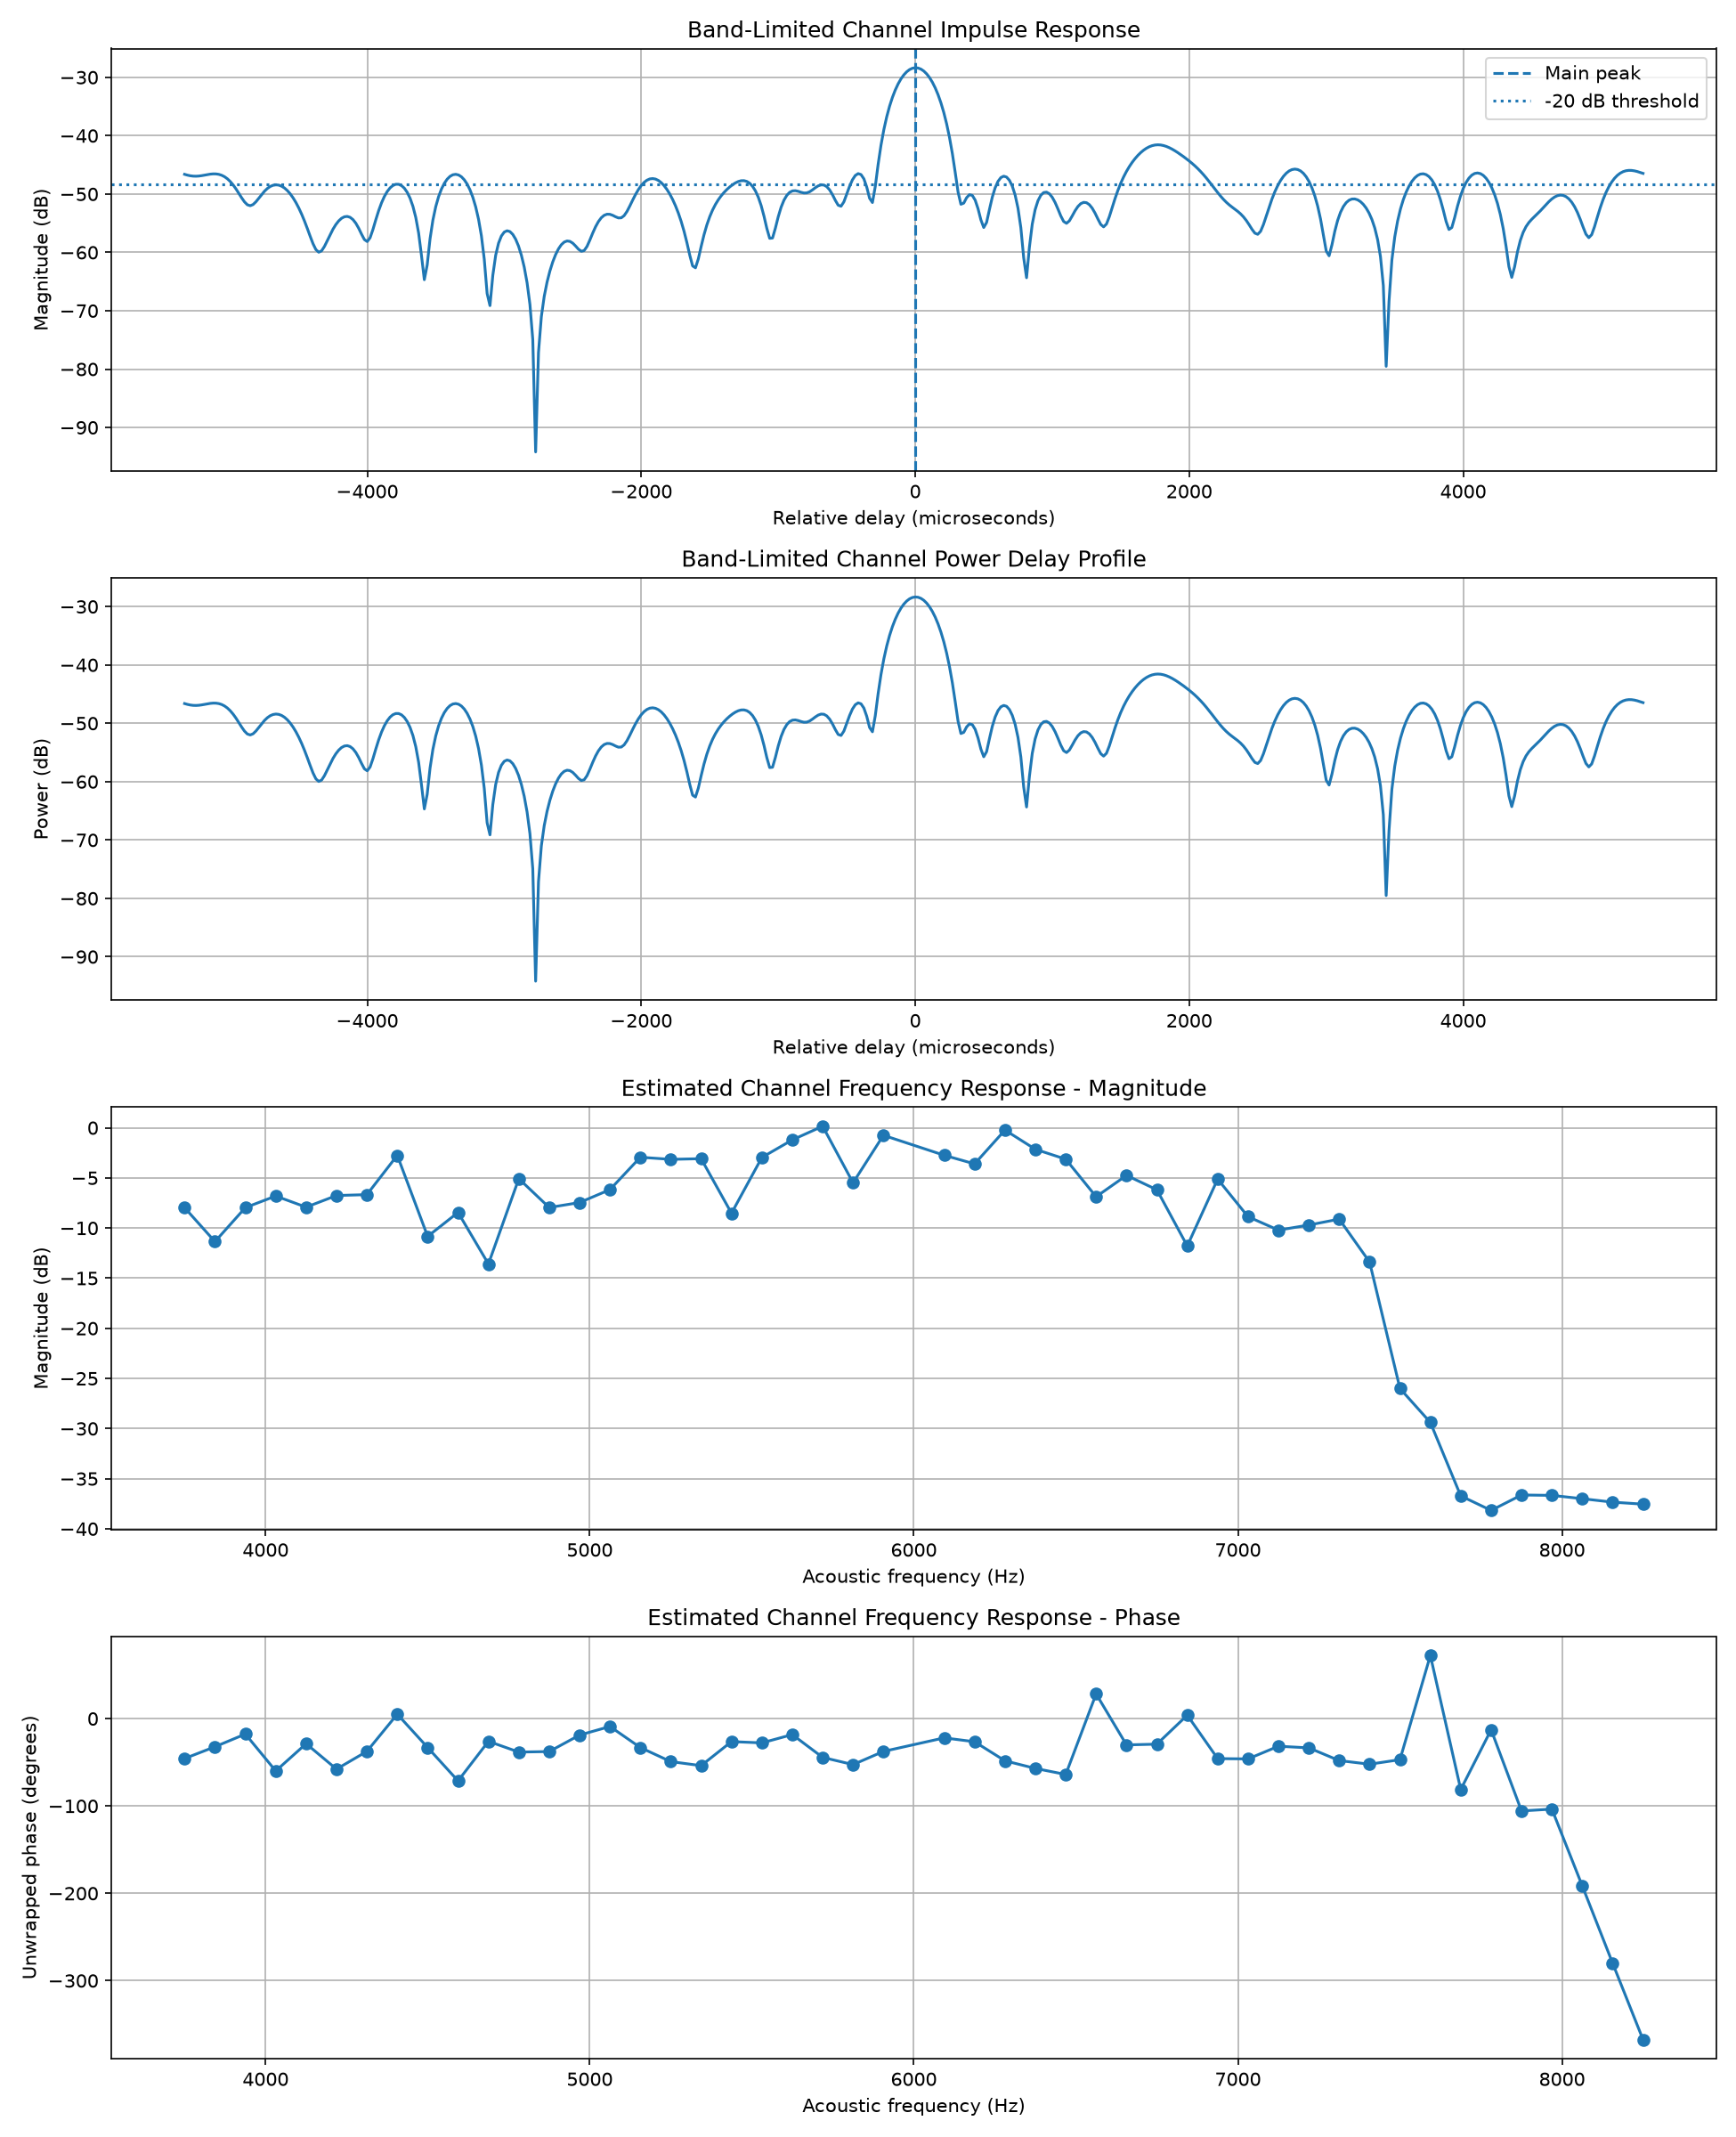 Band-Limited Channel Impulse Response
Main peak
-20 dB threshold
−30
−40
−50
−60
−70
−80
−90
Magnitude (dB)
−4000 −2000 0 2000 4000
Relative delay (microseconds)
Band-Limited Channel Power Delay Profile
−30
−40
−50
−60
−70
−80
−90
Power (dB)
−4000 −2000 0 2000 4000
Relative delay (microseconds)
Estimated Channel Frequency Response - Magnitude
0
−5
−10
−15
−20
−25
−30
−35
−40
Magnitude (dB)
4000 5000 6000 7000 8000
Acoustic frequency (Hz)
Estimated Channel Frequency Response - Phase
0
−100
−200
−300
Unwrapped phase (degrees)
4000 5000 6000 7000 8000
Acoustic frequency (Hz)